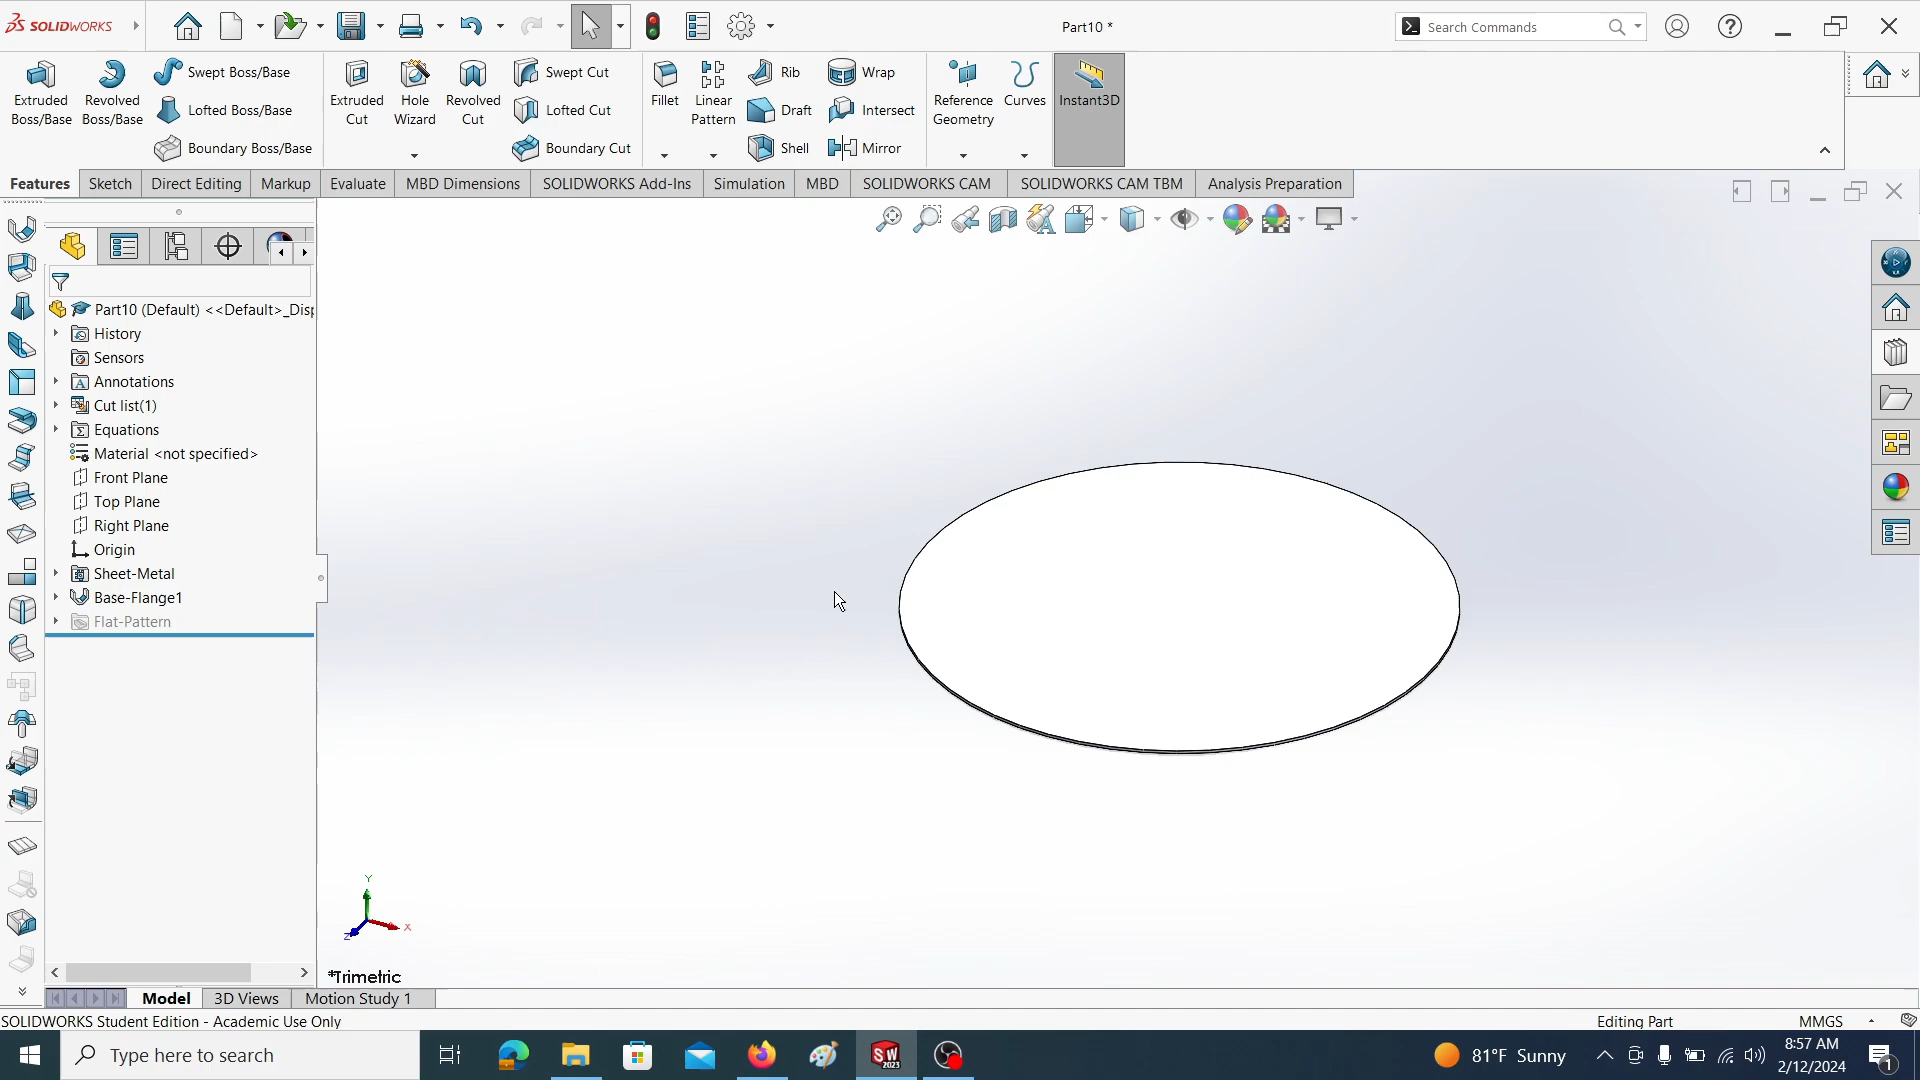 SOLIDWORKS
Part10 *
Search Commands
Extruded Boss/Base
Revolved Boss/Base
Swept Boss/Base
Lofted Boss/Base
Boundary Boss/Base
Extruded Cut
Hole Wizard
Revolved Cut
Swept Cut
Lofted Cut
Boundary Cut
Fillet
Linear Pattern
Rib
Draft
Shell
Wrap
Intersect
Mirror
Reference Geometry
Curves
Instant3D
Features
Sketch
Direct Editing
Markup
Evaluate
MBD Dimensions
SOLIDWORKS Add-Ins
Simulation
MBD
SOLIDWORKS CAM
SOLIDWORKS CAM TBM
Analysis Preparation
Part10 (Default) <<Default>_Disp
History
Sensors
Annotations
Cut list(1)
Equations
Material <not specified>
Front Plane
Top Plane
Right Plane
Origin
Sheet-Metal
Base-Flange1
Flat-Pattern
Y
X
Z
*Trimetric
Model
3D Views
Motion Study 1
SOLIDWORKS Student Edition - Academic Use Only
Editing Part
MMGS
Type here to search
SW
2023
81°F Sunny
8:57 AM
2/12/2024
1